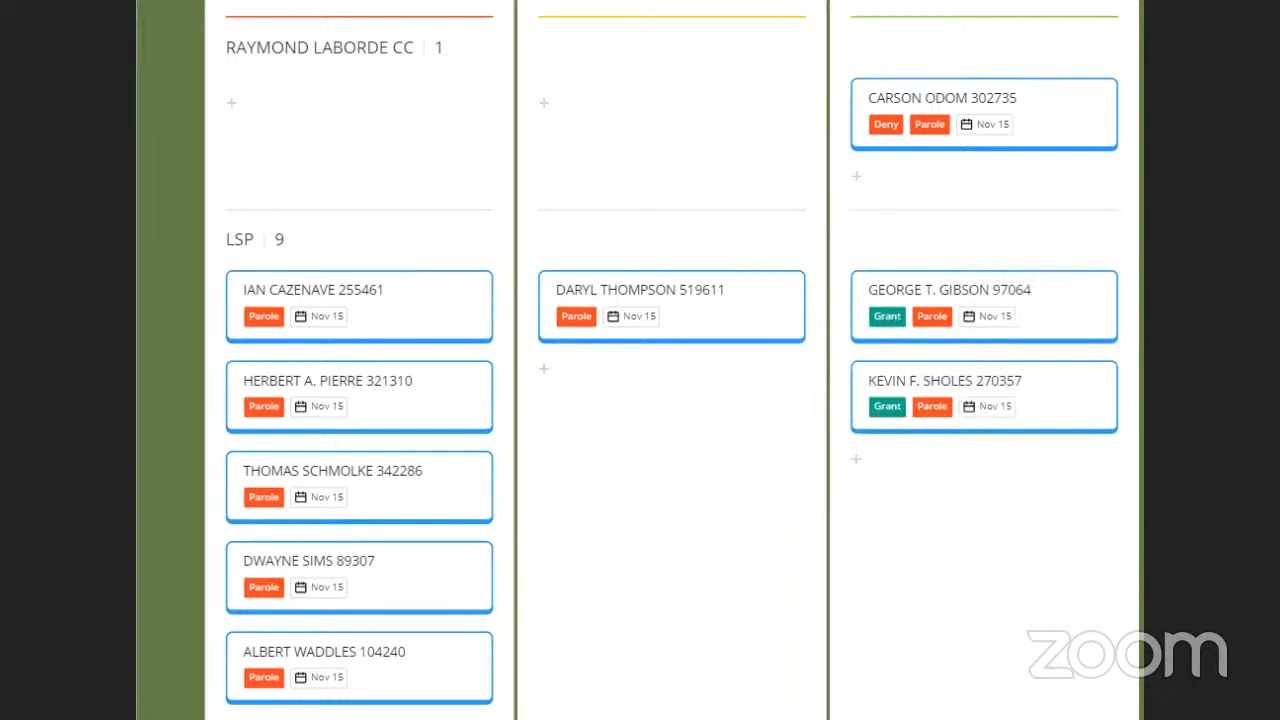 RAYMOND LABORDE CC | 1
CARSON ODOM 302735
Deny Parole Nov 15
LSP | 9
IAN CAZENAVE 255461
Parole Nov 15
HERBERT A. PIERRE 321310
Parole Nov 15
THOMAS SCHMOLKE 342286
Parole Nov 15
DWAYNE SIMS 89307
Parole Nov 15
ALBERT WADDLES 104240
Parole Nov 15
DARYL THOMPSON 519611
Parole Nov 15
GEORGE T. GIBSON 97064
Grant Parole Nov 15
KEVIN F. SHOLES 270357
Grant Parole Nov 15
zoom